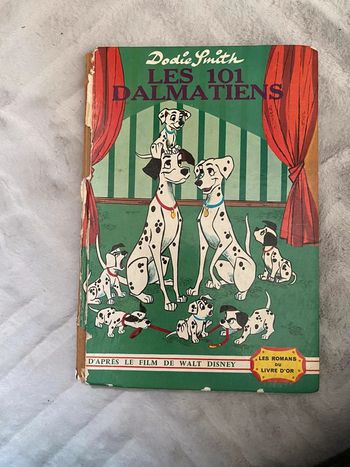 Dodie Smith
LES 101
DALMATIENS
D'APRÈS LE FILM DE WALT DISNEY
LES ROMANS
DU
LIVRE D'OR